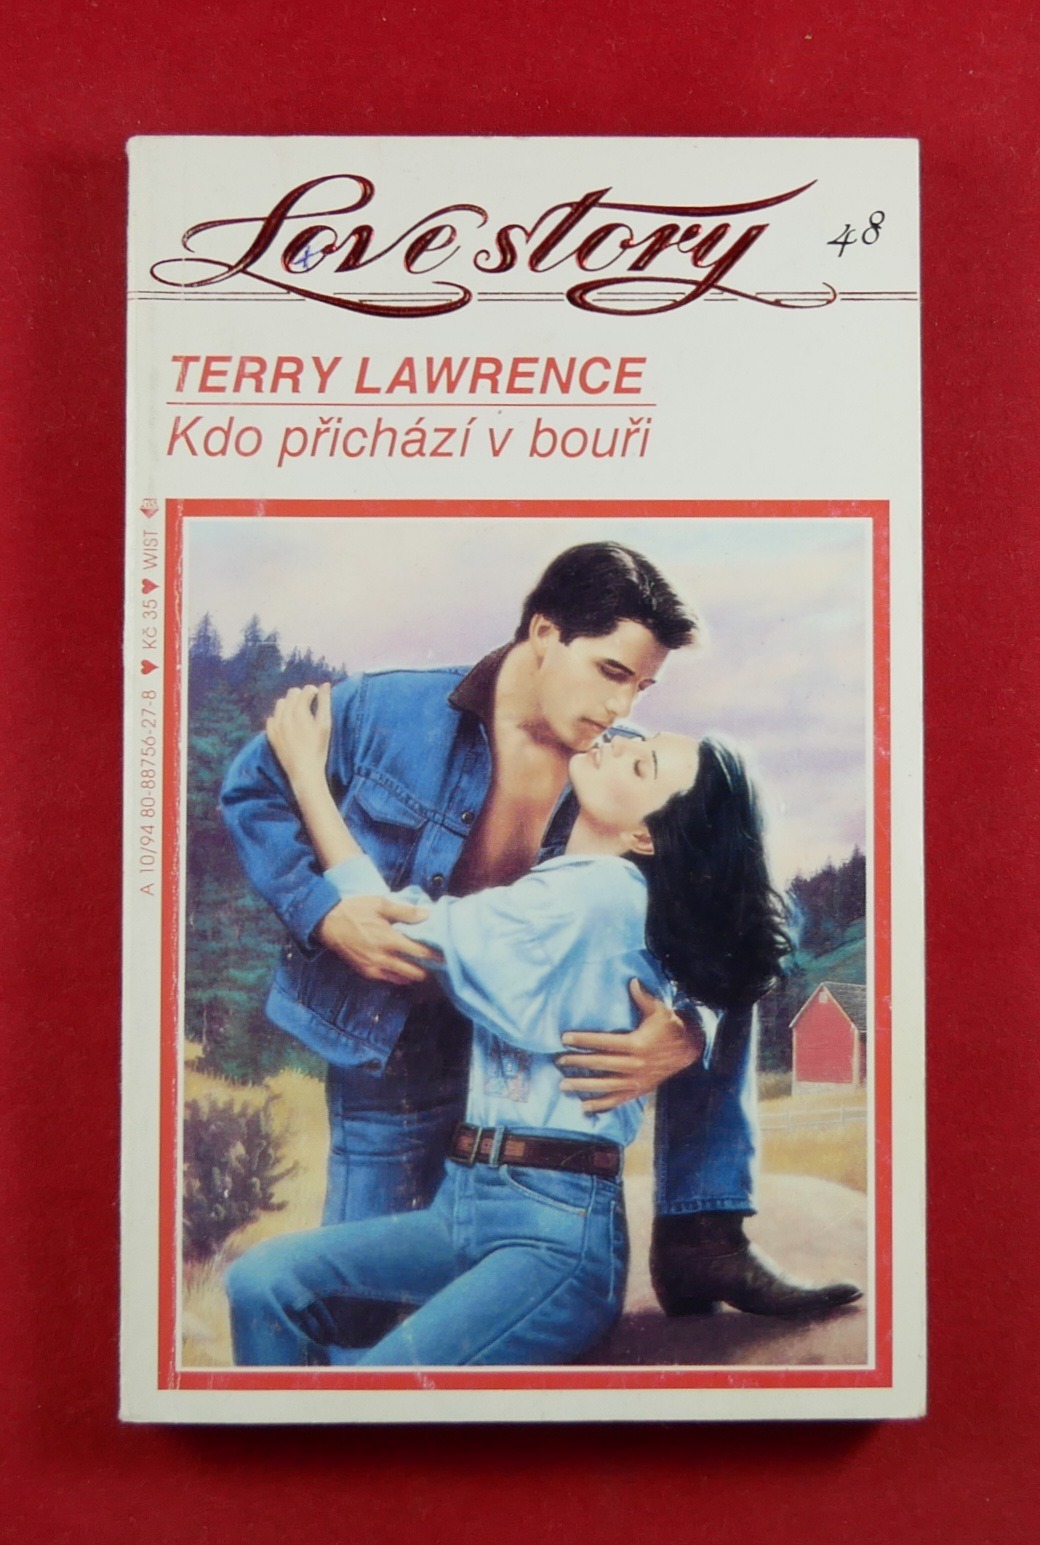 Love story 48
TERRY LAWRENCE
Kdo přichází v bouři
A 10/94 80-88756-27-8 ♥ Kč 35 ♥ WIST